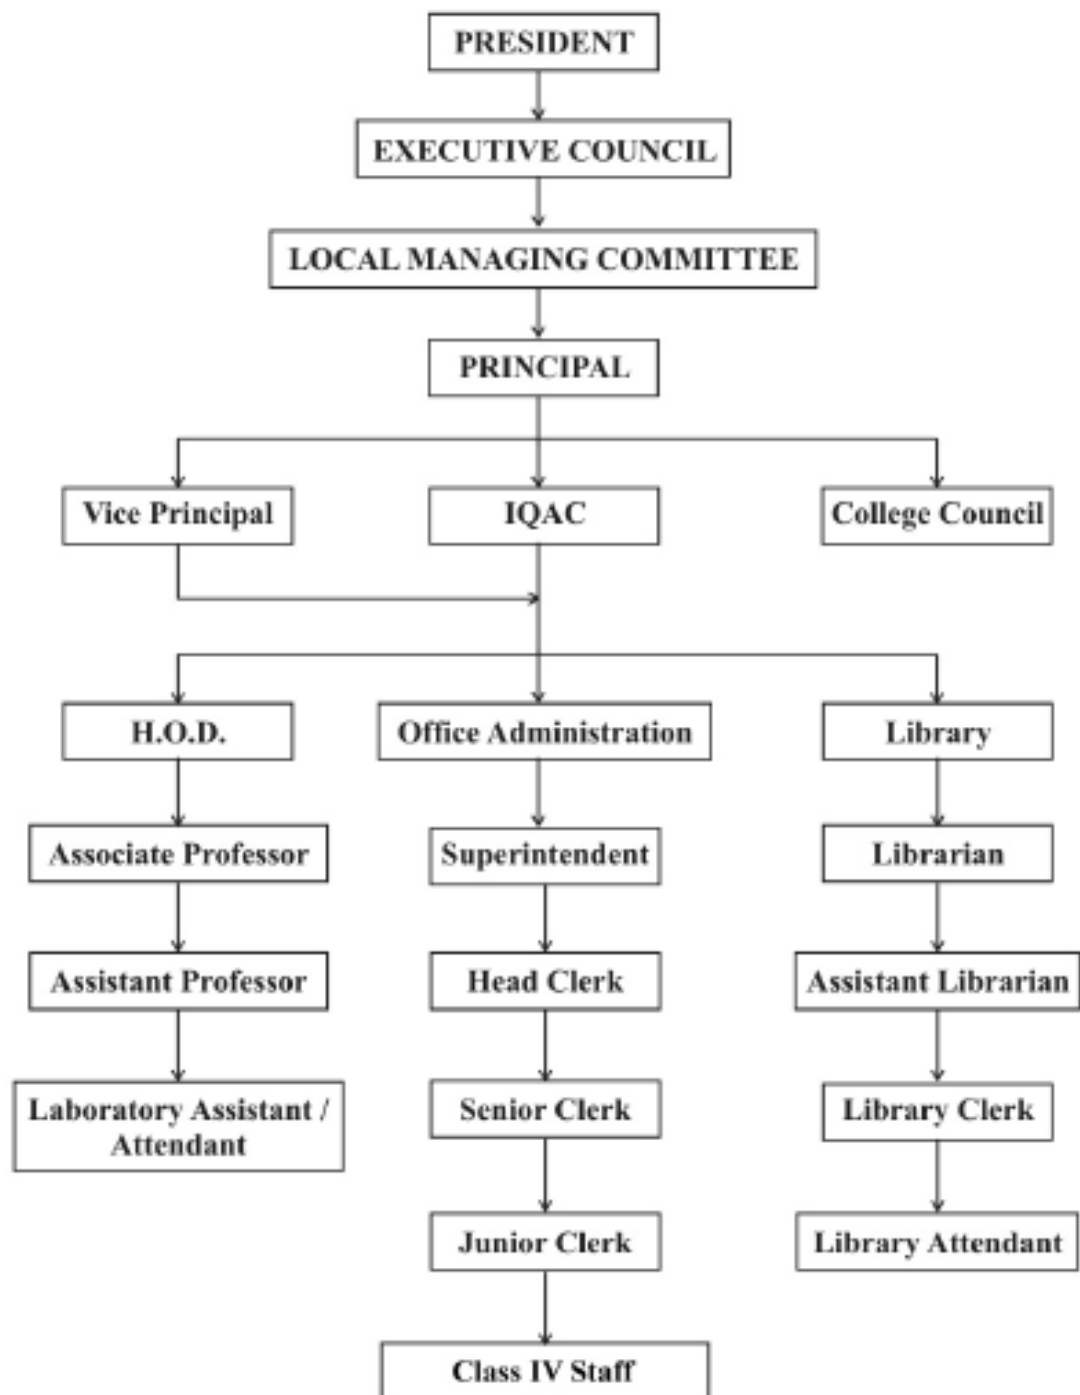 PRESIDENT
EXECUTIVE COUNCIL
LOCAL MANAGING COMMITTEE
PRINCIPAL
Vice Principal
IQAC
College Council
H.O.D.
Office Administration
Library
Associate Professor
Superintendent
Librarian
Assistant Professor
Head Clerk
Assistant Librarian
Laboratory Assistant /
Attendant
Senior Clerk
Library Clerk
Junior Clerk
Library Attendant
Class IV Staff